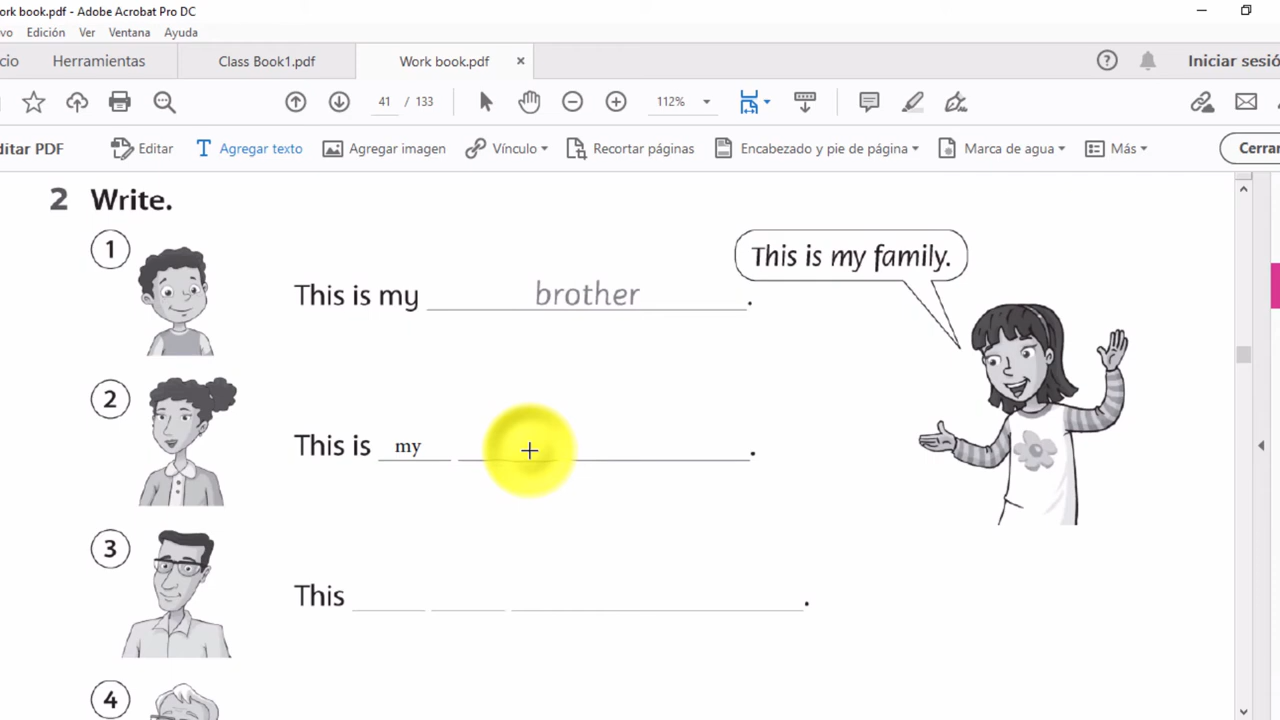 work book.pdf - Adobe Acrobat Pro DC
vo Edición Ver Ventana Ayuda
cio Herramientas Class Book1.pdf Work book.pdf × ? Iniciar sesió
41 / 133 112%
ditar PDF Editar T Agregar texto Agregar imagen Vínculo Recortar páginas Encabezado y pie de página Marca de agua Más Cerrar
2 Write.
1
This is my brother .
This is my family.
2
This is my .
3
This .
4